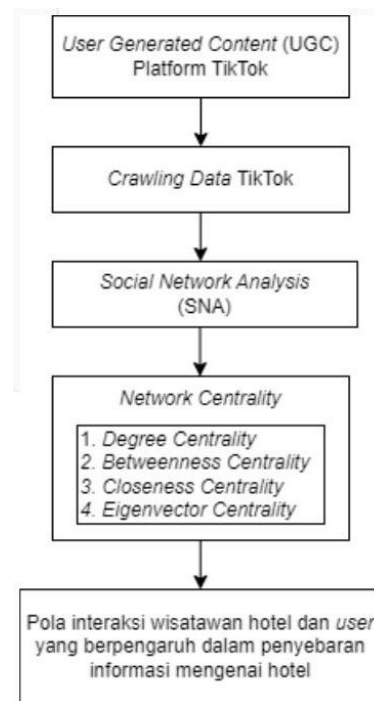 User Generated Content (UGC)
Platform TikTok
Crawling Data TikTok
Social Network Analysis
(SNA)
Network Centrality
1. Degree Centrality
2. Betweenness Centrality
3. Closeness Centrality
4. Eigenvector Centrality
Pola interaksi wisatawan hotel dan user
yang berpengaruh dalam penyebaran
informasi mengenai hotel